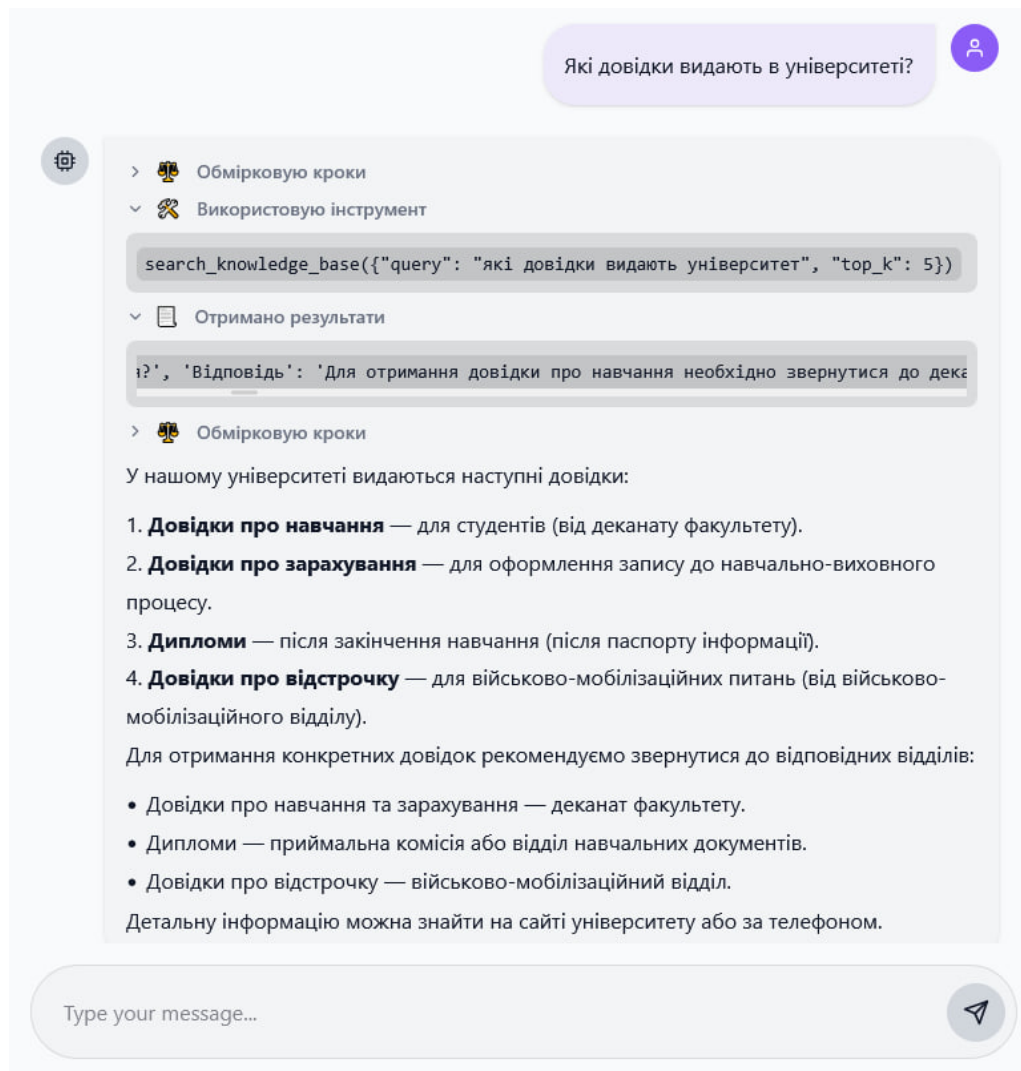 Які довідки видають в університеті?
Обмірковую кроки
Використовую інструмент
search_knowledge_base({"query": "які довідки видають університет", "top_k": 5})
Отримано результати
?', 'Відповідь': 'Для отримання довідки про навчання необхідно звернутися до дека
Обмірковую кроки
У нашому університеті видаються наступні довідки:
1. Довідки про навчання — для студентів (від деканату факультету).
2. Довідки про зарахування — для оформлення запису до навчально-виховного
процесу.
3. Дипломи — після закінчення навчання (після паспорту інформації).
4. Довідки про відстрочку — для військово-мобілізаційних питань (від військово-
мобілізаційного відділу).
Для отримання конкретних довідок рекомендуємо звернутися до відповідних відділів:
• Довідки про навчання та зарахування — деканат факультету.
• Дипломи — приймальна комісія або відділ навчальних документів.
• Довідки про відстрочку — військово-мобілізаційний відділ.
Детальну інформацію можна знайти на сайті університету або за телефоном.
Type your message...